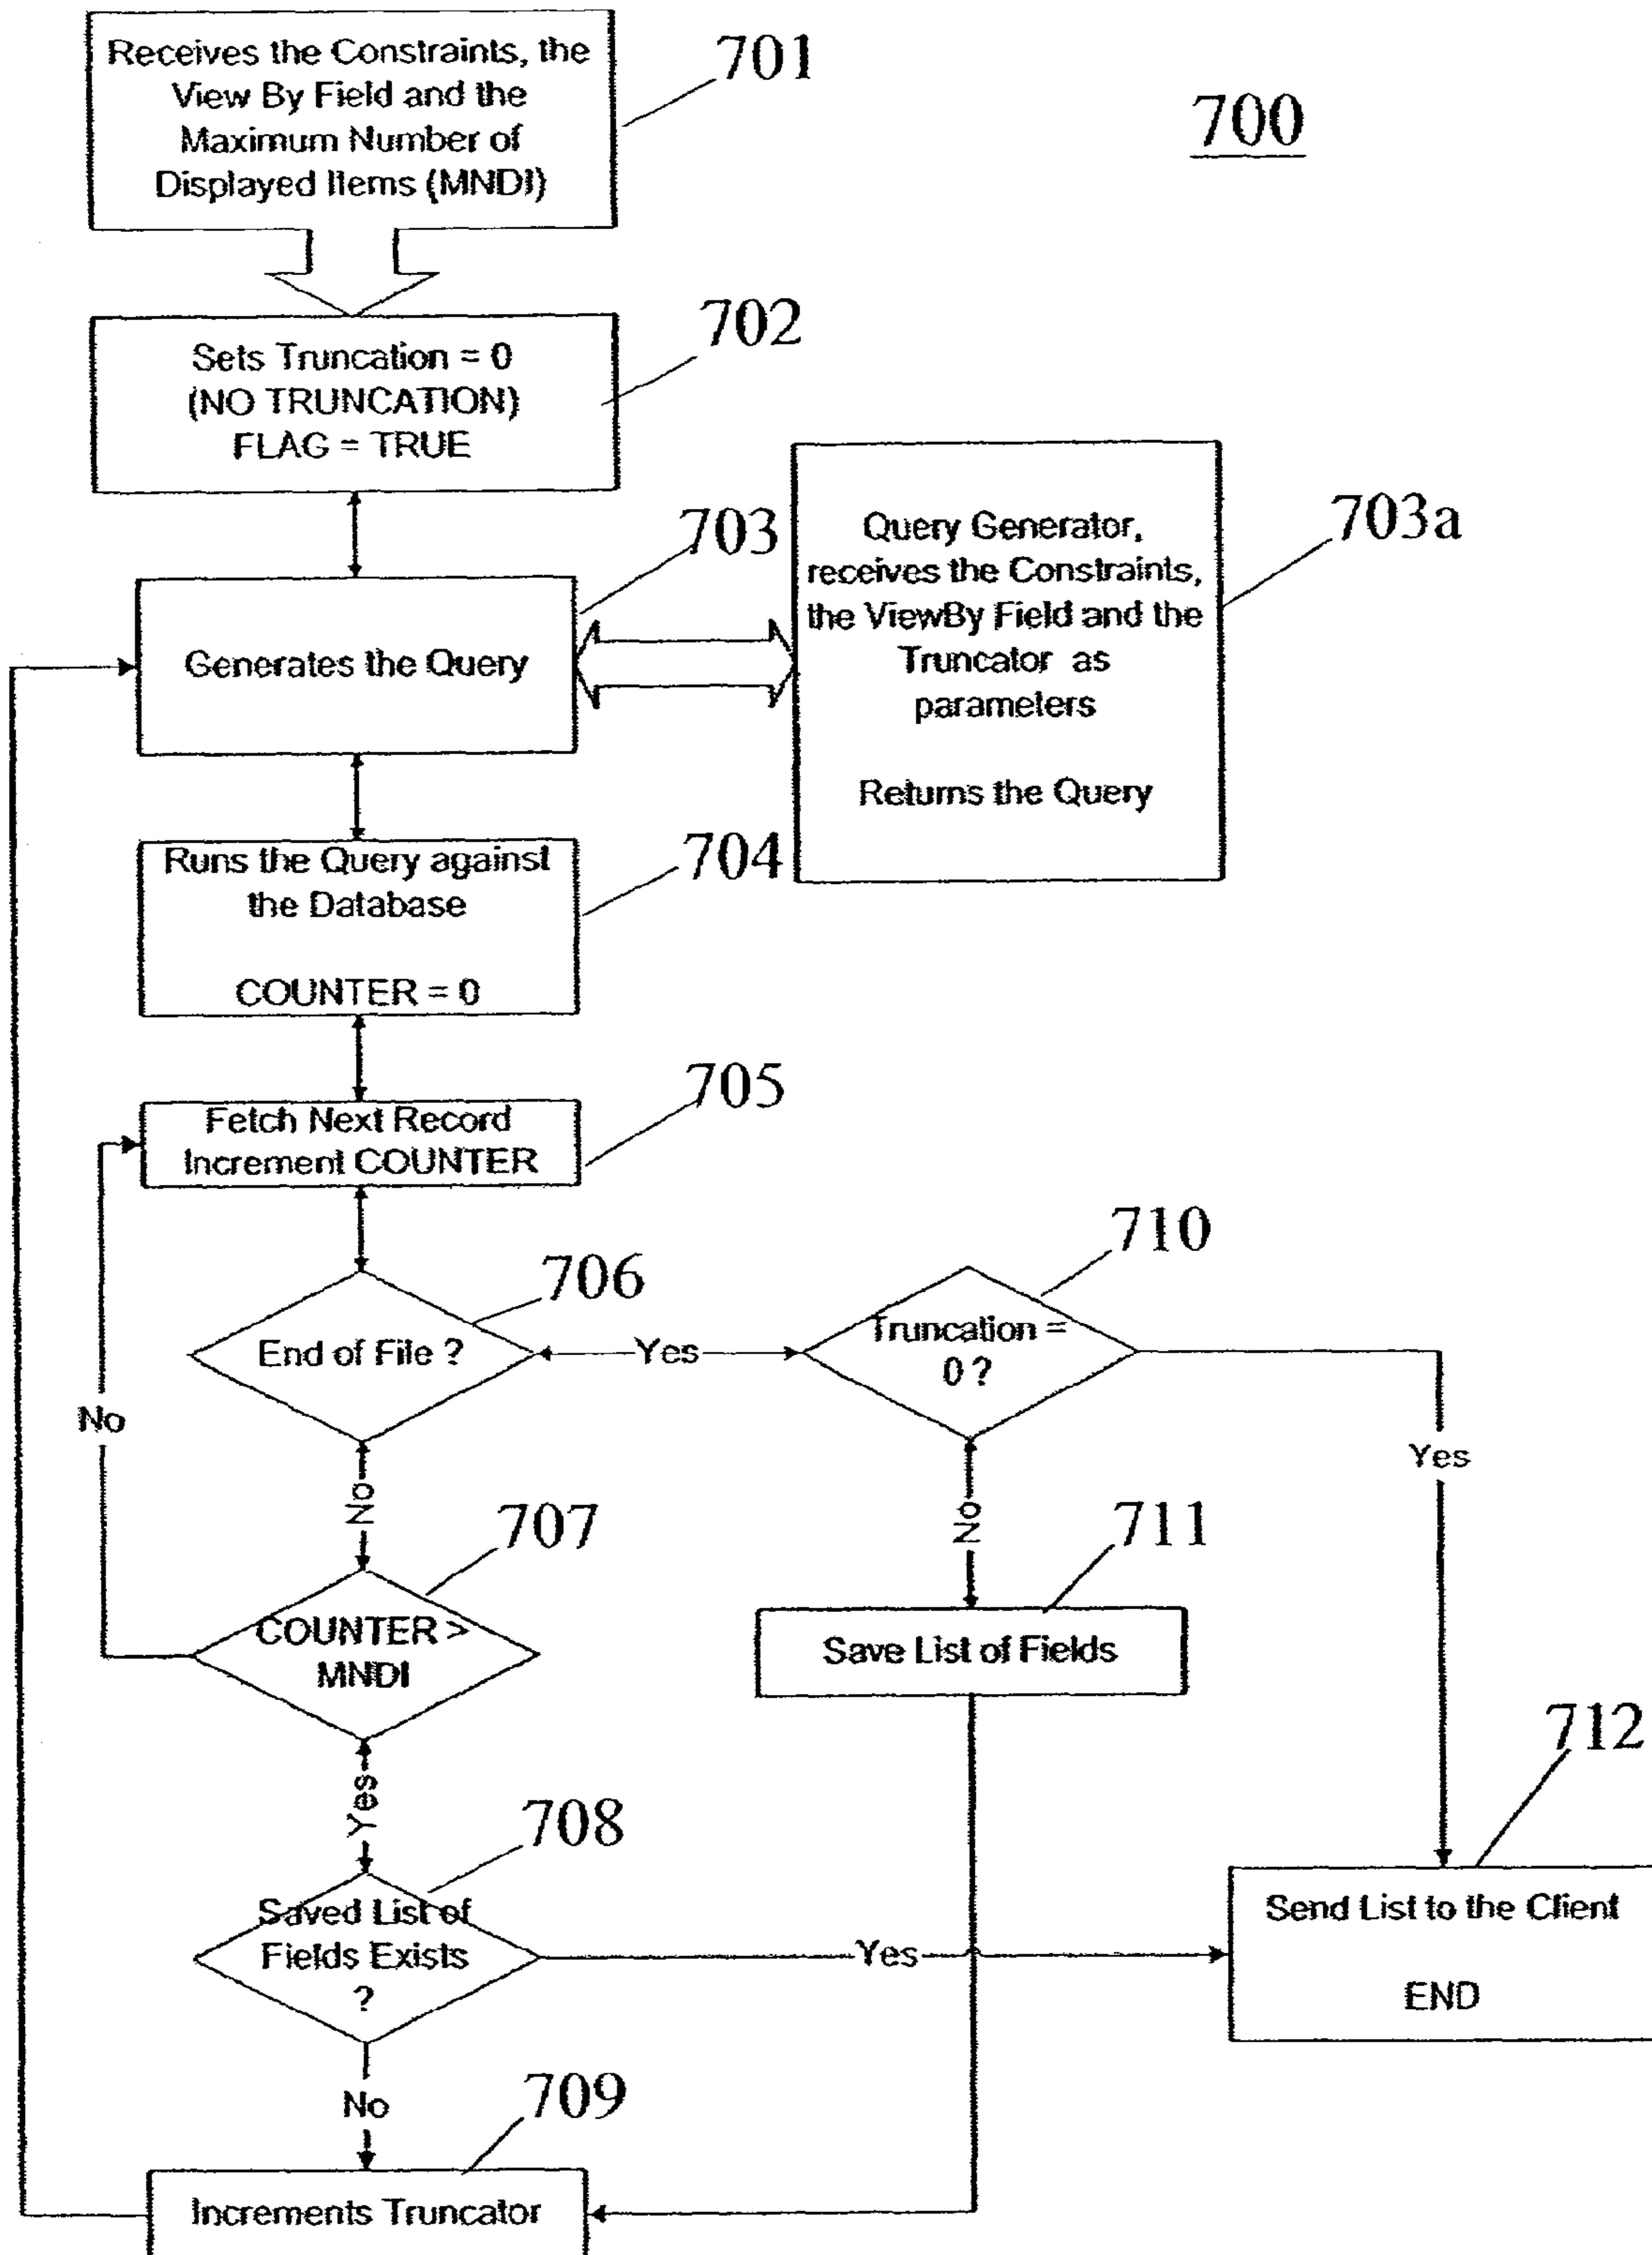 Receives the Constraints, the
View By Field and the
Maximum Number of
Displayed Items (MNDI)
701
700
Sets Truncation = 0
(NO TRUNCATION)
FLAG = TRUE
702
Generates the Query
703
Query Generator,
receives the Constraints,
the ViewBy Field and the
Truncator as
parameters
Returns the Query
703a
Runs the Query against
the Database
COUNTER = 0
704
Fetch Next Record
Increment COUNTER
705
End of File ?
706
Yes
Truncation =
0 ?
710
No
No
No
Yes
COUNTER >
MNDI
707
Save List of Fields
711
Yes
Saved List of
Fields Exists
?
708
Yes
Send List to the Client
END
712
No
Increments Truncator
709